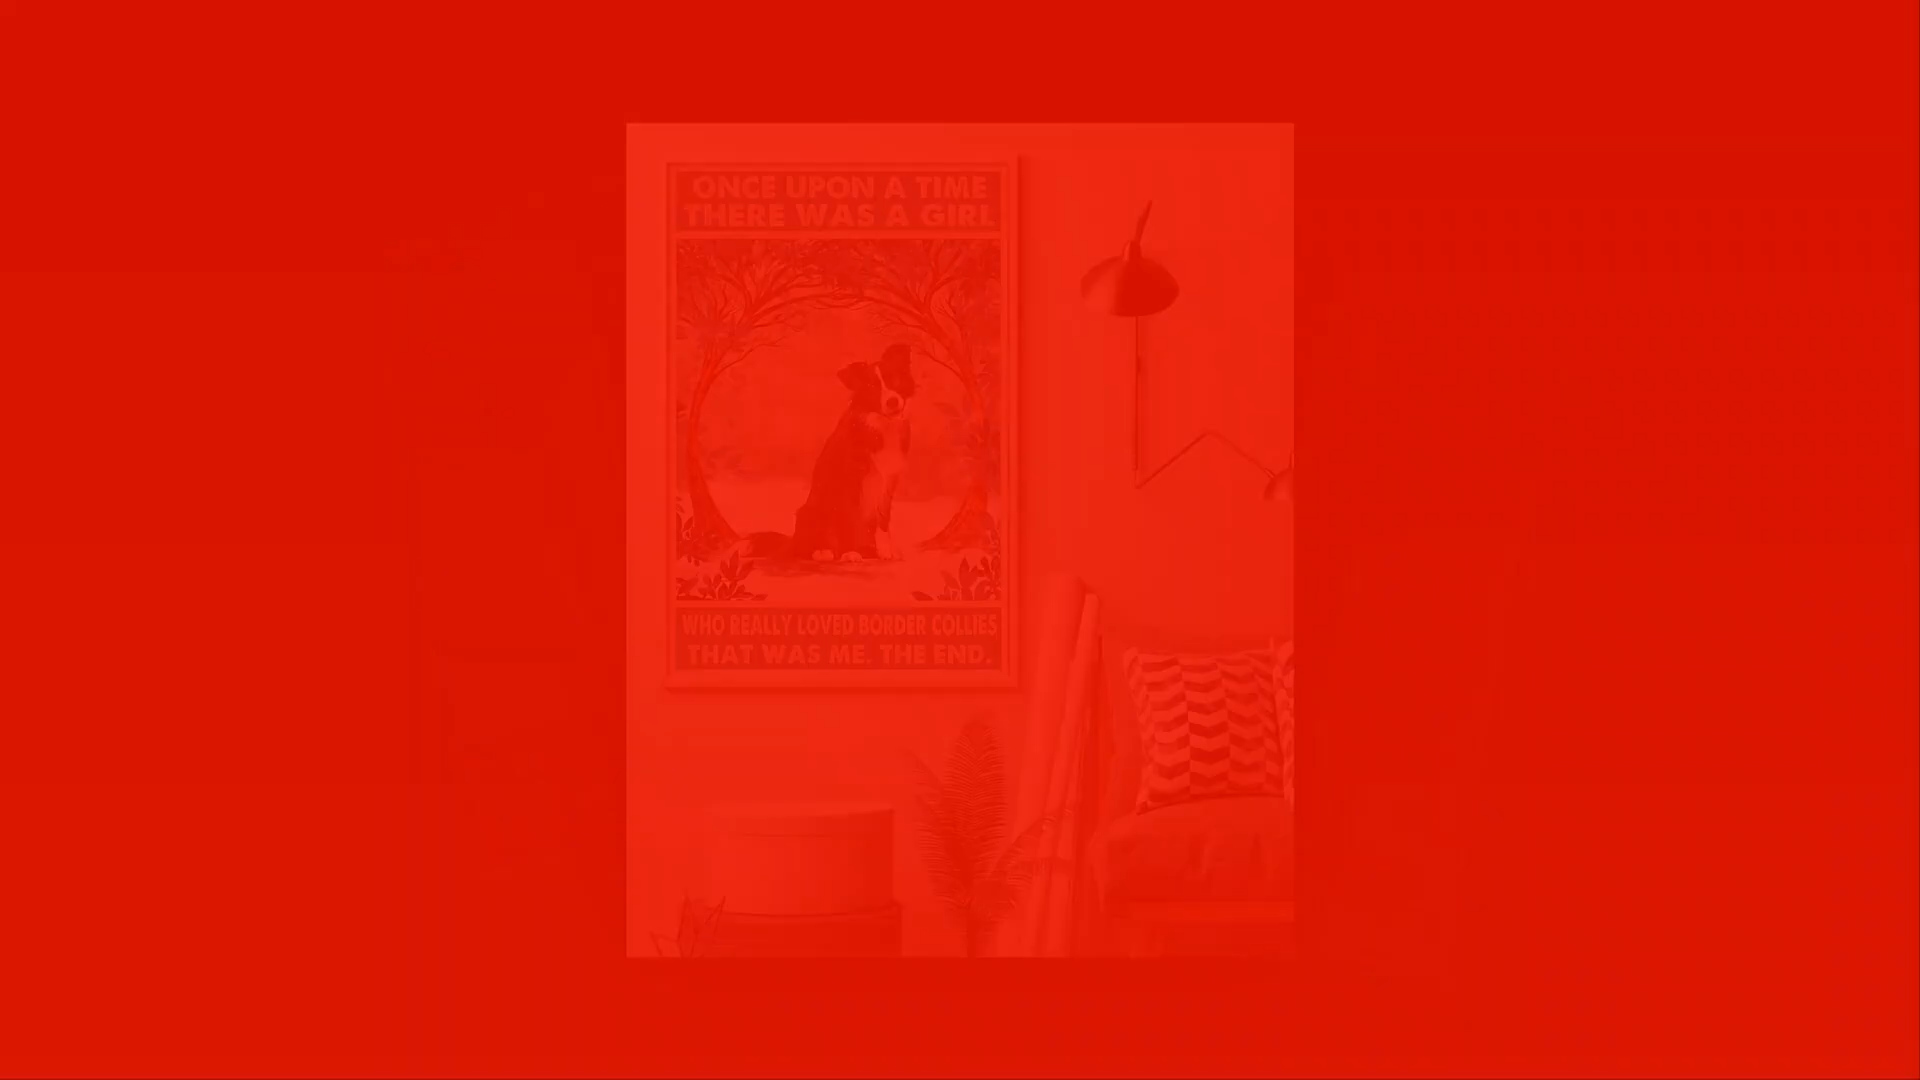 ONCE UPON A TIME
THERE WAS A GIRL
WHO REALLY LOVED BORDER COLLIES
THAT WAS ME. THE END.